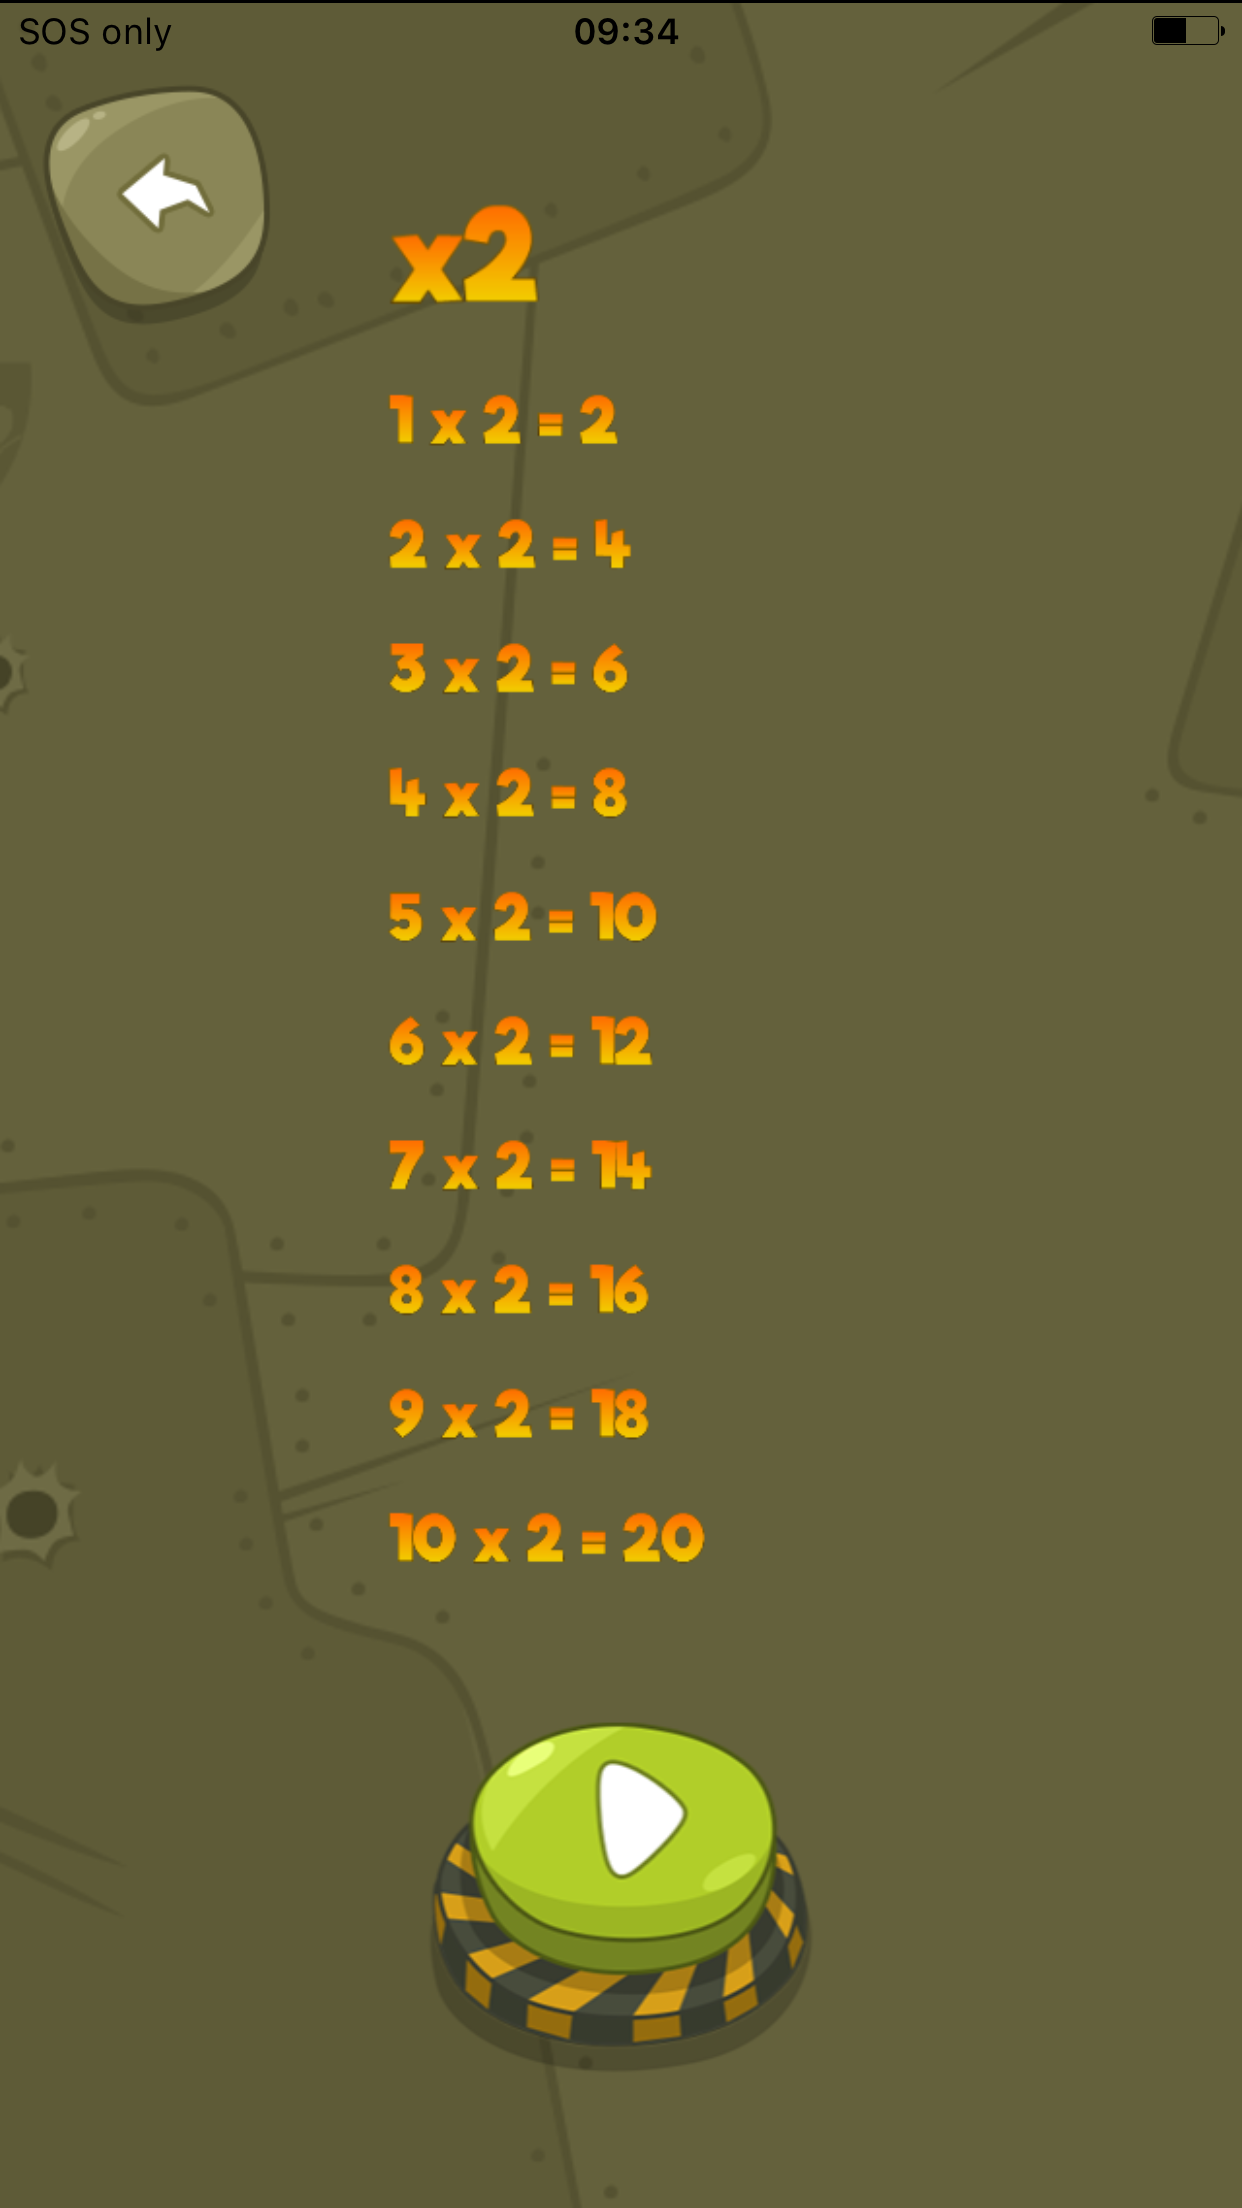 SOS only
09:34
x2
1 x 2 = 2
2 x 2 = 4
3 x 2 = 6
4 x 2 = 8
5 x 2 = 10
6 x 2 = 12
7 x 2 = 14
8 x 2 = 16
9 x 2 = 18
10 x 2 = 20